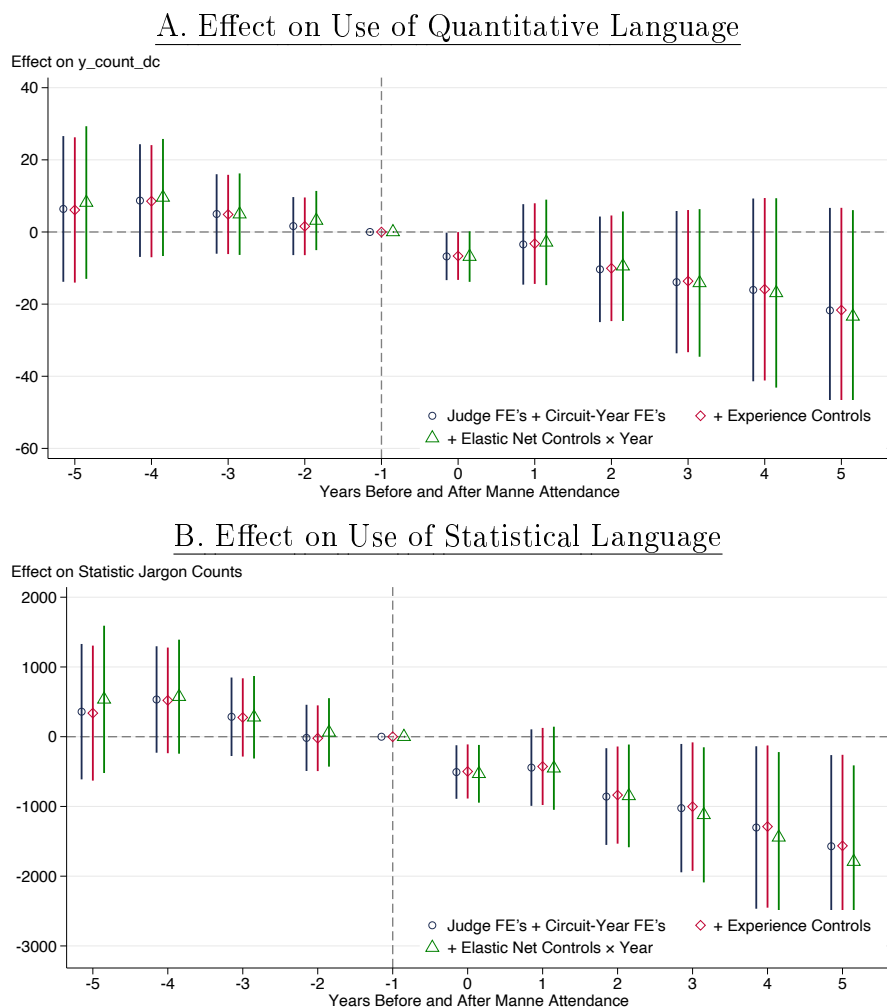 A. Effect on Use of Quantitative Language
Effect on y_count_dc
40
20
0
-20
-40
-60
Judge FE's + Circuit-Year FE's
+ Experience Controls
+ Elastic Net Controls × Year
-5 -4 -3 -2 -1 0 1 2 3 4 5
Years Before and After Manne Attendance
B. Effect on Use of Statistical Language
Effect on Statistic Jargon Counts
2000
1000
0
-1000
-2000
-3000
Judge FE's + Circuit-Year FE's
+ Experience Controls
+ Elastic Net Controls × Year
-5 -4 -3 -2 -1 0 1 2 3 4 5
Years Before and After Manne Attendance